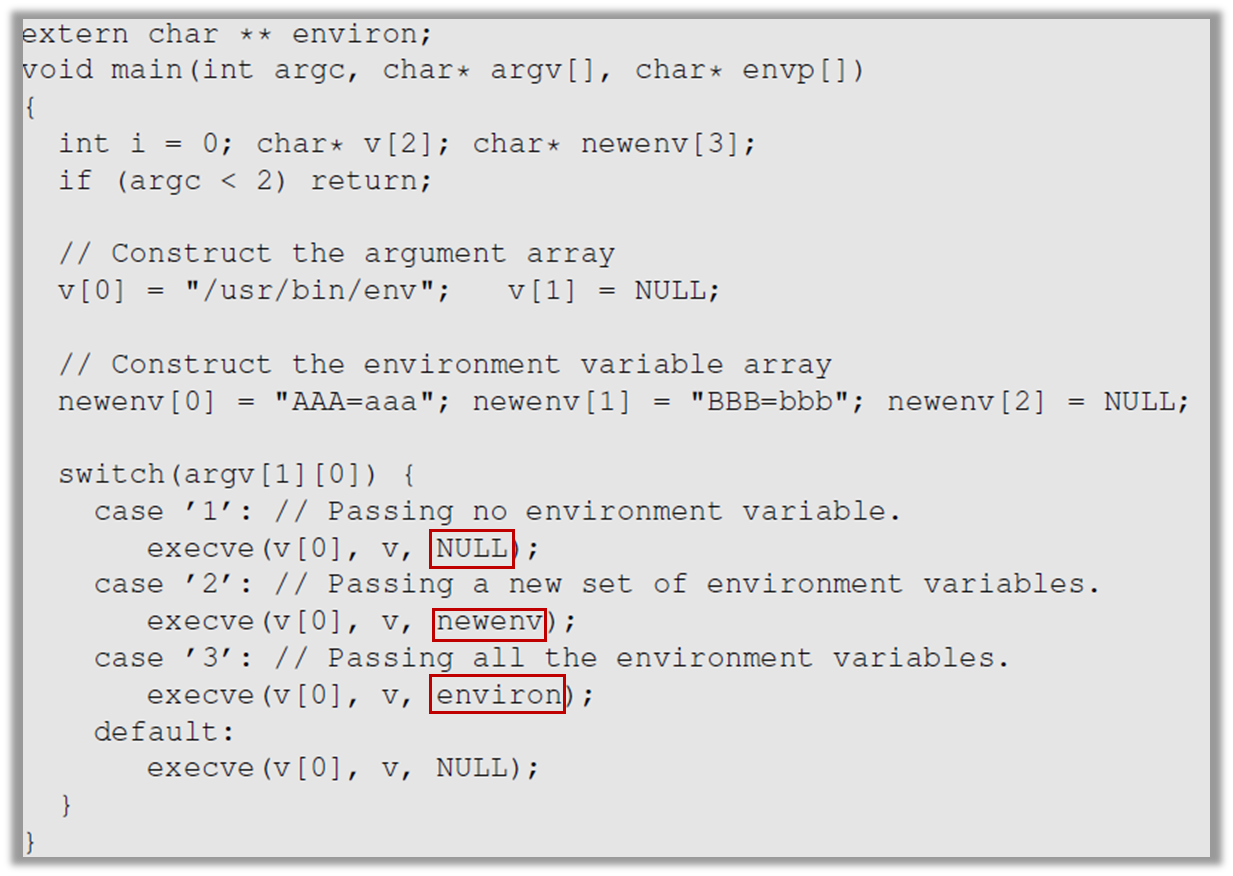 extern char ** environ;
void main(int argc, char* argv[], char* envp[])
{
  int i = 0; char* v[2]; char* newenv[3];
  if (argc < 2) return;

  // Construct the argument array
  v[0] = "/usr/bin/env";   v[1] = NULL;

  // Construct the environment variable array
  newenv[0] = "AAA=aaa"; newenv[1] = "BBB=bbb"; newenv[2] = NULL;

  switch(argv[1][0]) {
    case ’1’: // Passing no environment variable.
       execve(v[0], v, NULL);
    case ’2’: // Passing a new set of environment variables.
       execve(v[0], v, newenv);
    case ’3’: // Passing all the environment variables.
       execve(v[0], v, environ);
    default:
       execve(v[0], v, NULL);
  }
}